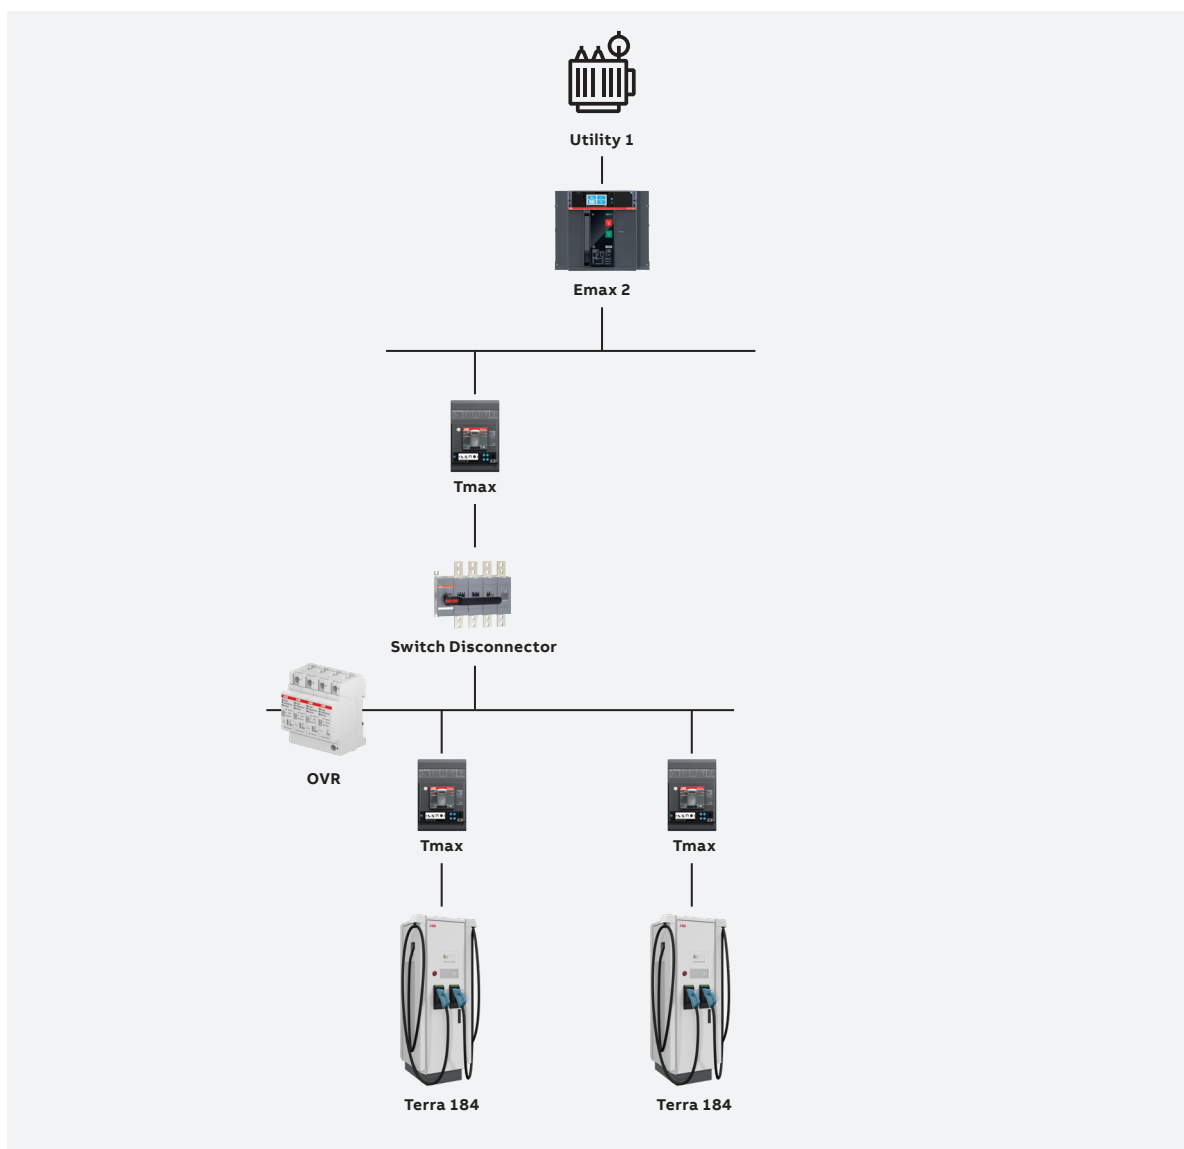 Utility 1
Emax 2
Tmax
Switch Disconnector
OVR
Tmax
Tmax
Terra 184
Terra 184